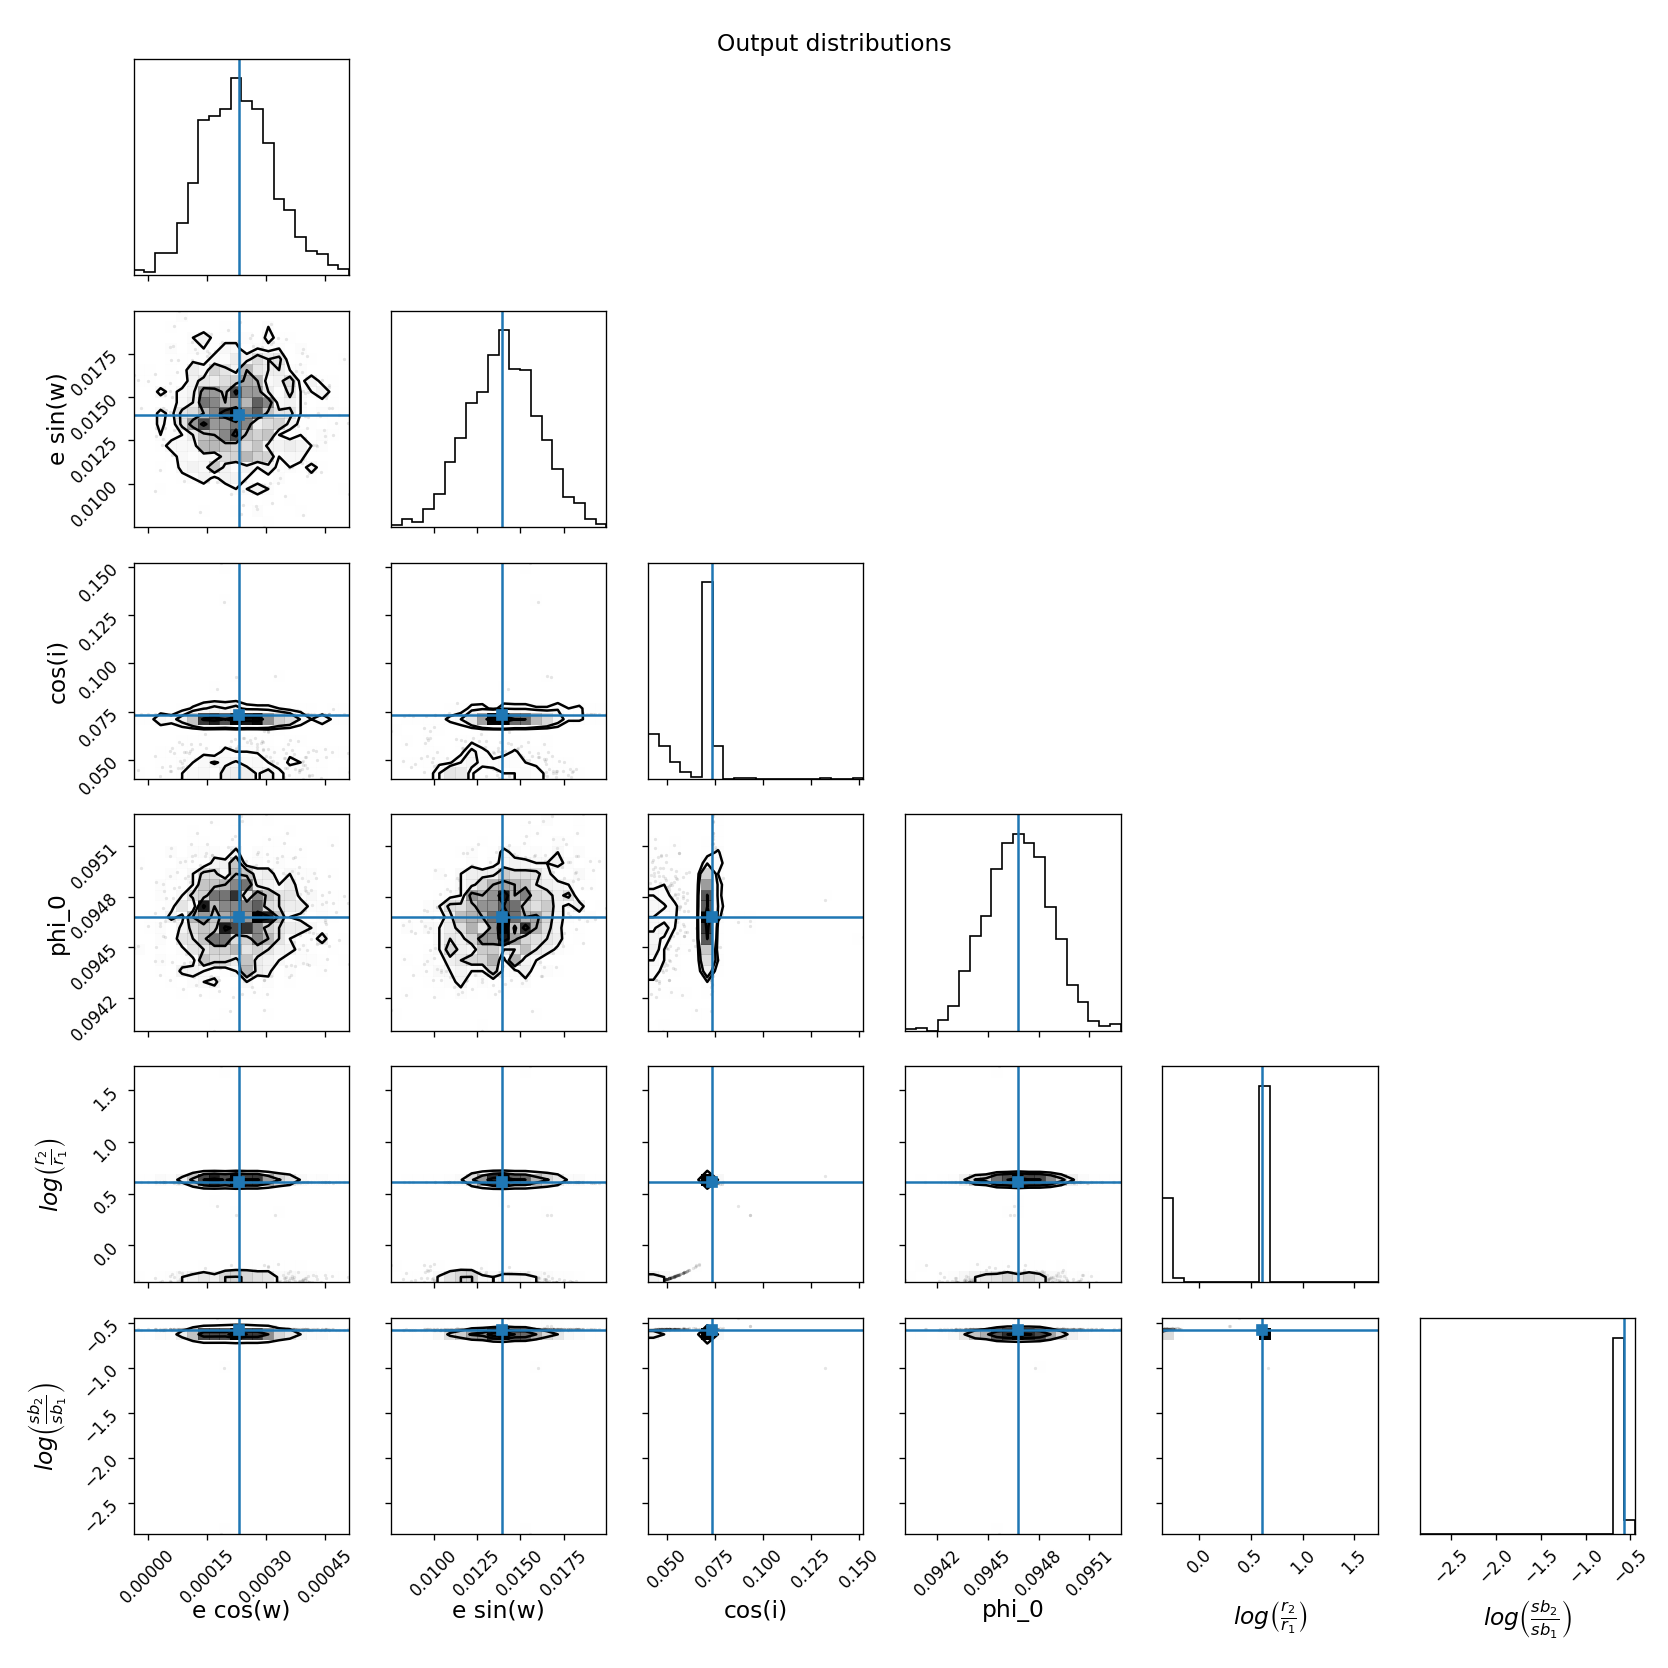 Output distributions
e sin(w)
0.0175
0.0150
0.0125
0.0100
cos(i)
0.150
0.125
0.100
0.075
0.050
phi_0
0.0951
0.0948
0.0945
0.0942
log(r₂/r₁)
1.5
1.0
0.5
0.0
log(sb₂/sb₁)
−0.5
−1.0
−1.5
−2.0
−2.5
0.00000 0.00015 0.00030 0.00045
0.0100 0.0125 0.0150 0.0175
0.050 0.075 0.100 0.125 0.150
0.0942 0.0945 0.0948 0.0951
0.0 0.5 1.0 1.5
−2.5 −2.0 −1.5 −1.0 −0.5
e cos(w)
e sin(w)
cos(i)
phi_0
log(r₂/r₁)
log(sb₂/sb₁)